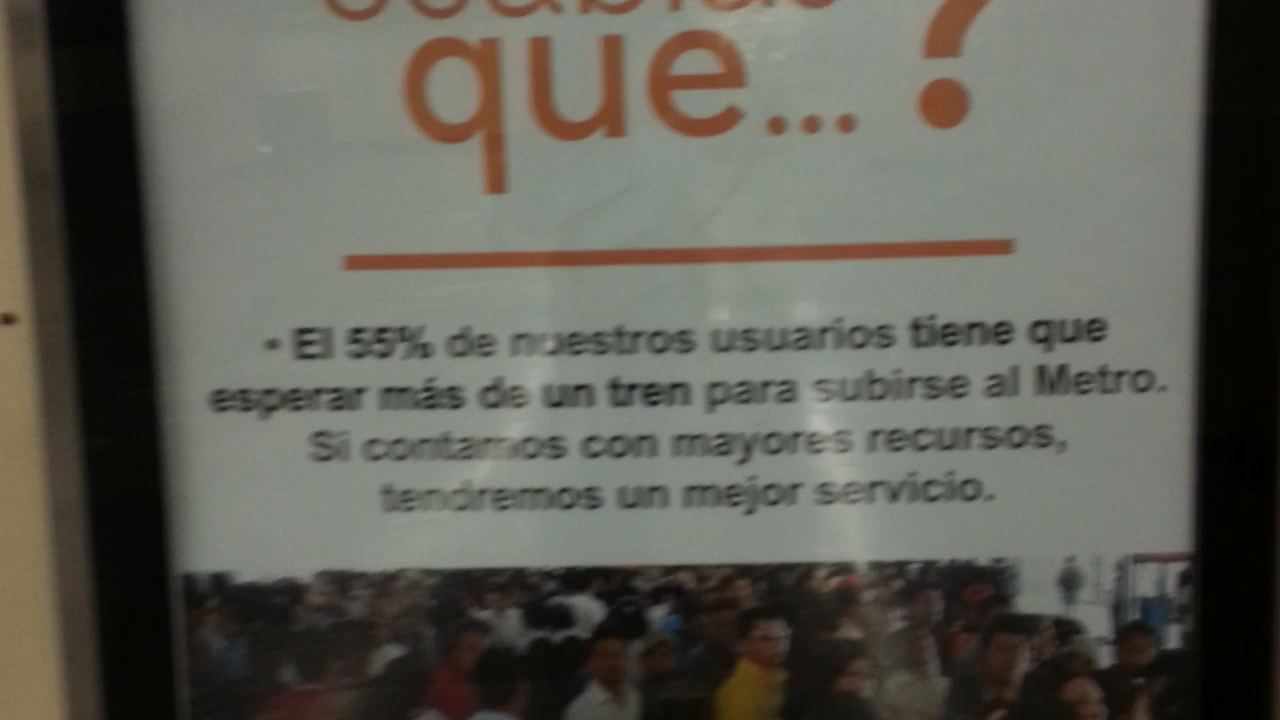 sabías
que...?
• El 55% de nuestros usuarios tiene que
esperar más de un tren para subirse al Metro.
Si contamos con mayores recursos,
tendremos un mejor servicio.